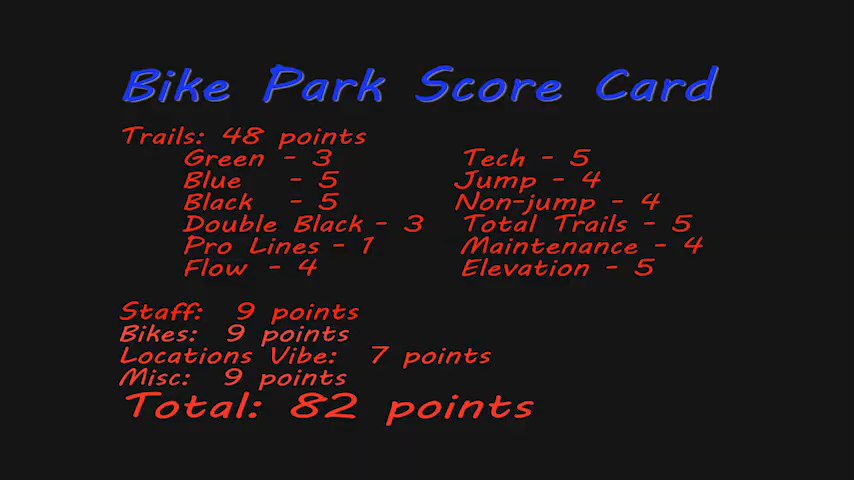 Bike Park Score Card
Trails: 48 points
Green - 3
Blue - 5
Black - 5
Double Black - 3
Pro Lines - 1
Flow - 4
Tech - 5
Jump - 4
Non-jump - 4
Total Trails - 5
Maintenance - 4
Elevation - 5
Staff: 9 points
Bikes: 9 points
Locations Vibe: 7 points
Misc: 9 points
Total: 82 points